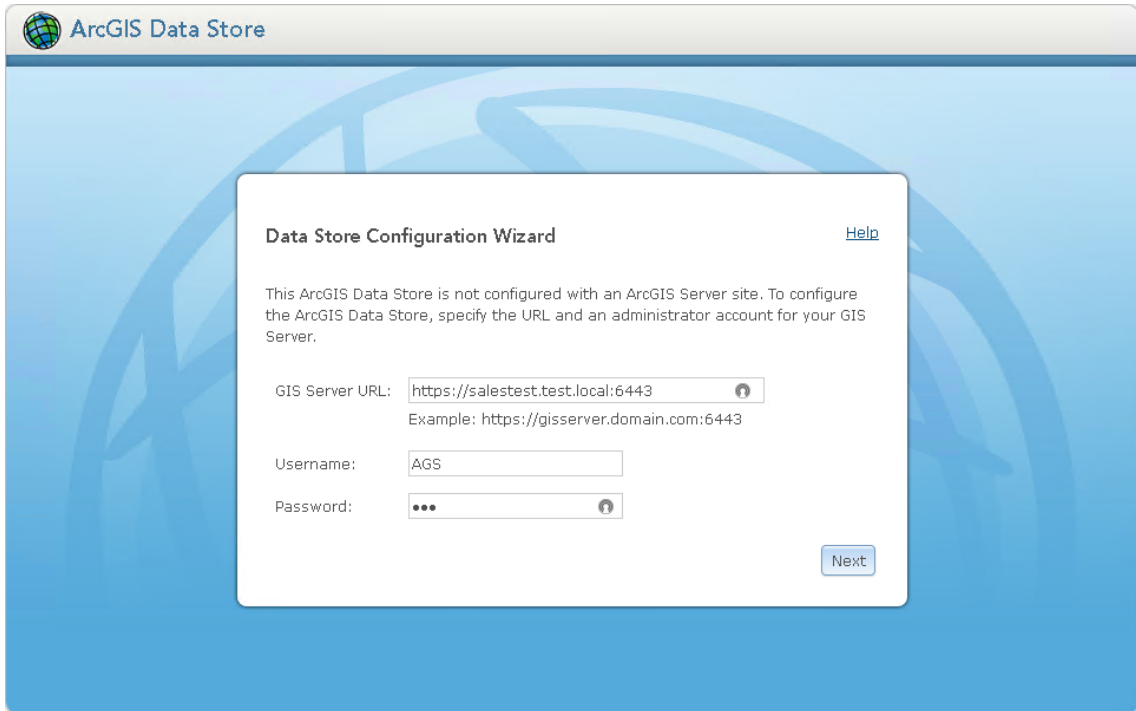 ArcGIS Data Store
Data Store Configuration Wizard
Help
This ArcGIS Data Store is not configured with an ArcGIS Server site. To configure
the ArcGIS Data Store, specify the URL and an administrator account for your GIS
Server.
GIS Server URL: https://salestest.test.local:6443
Example: https://gisserver.domain.com:6443
Username: AGS
Password: •••
Next